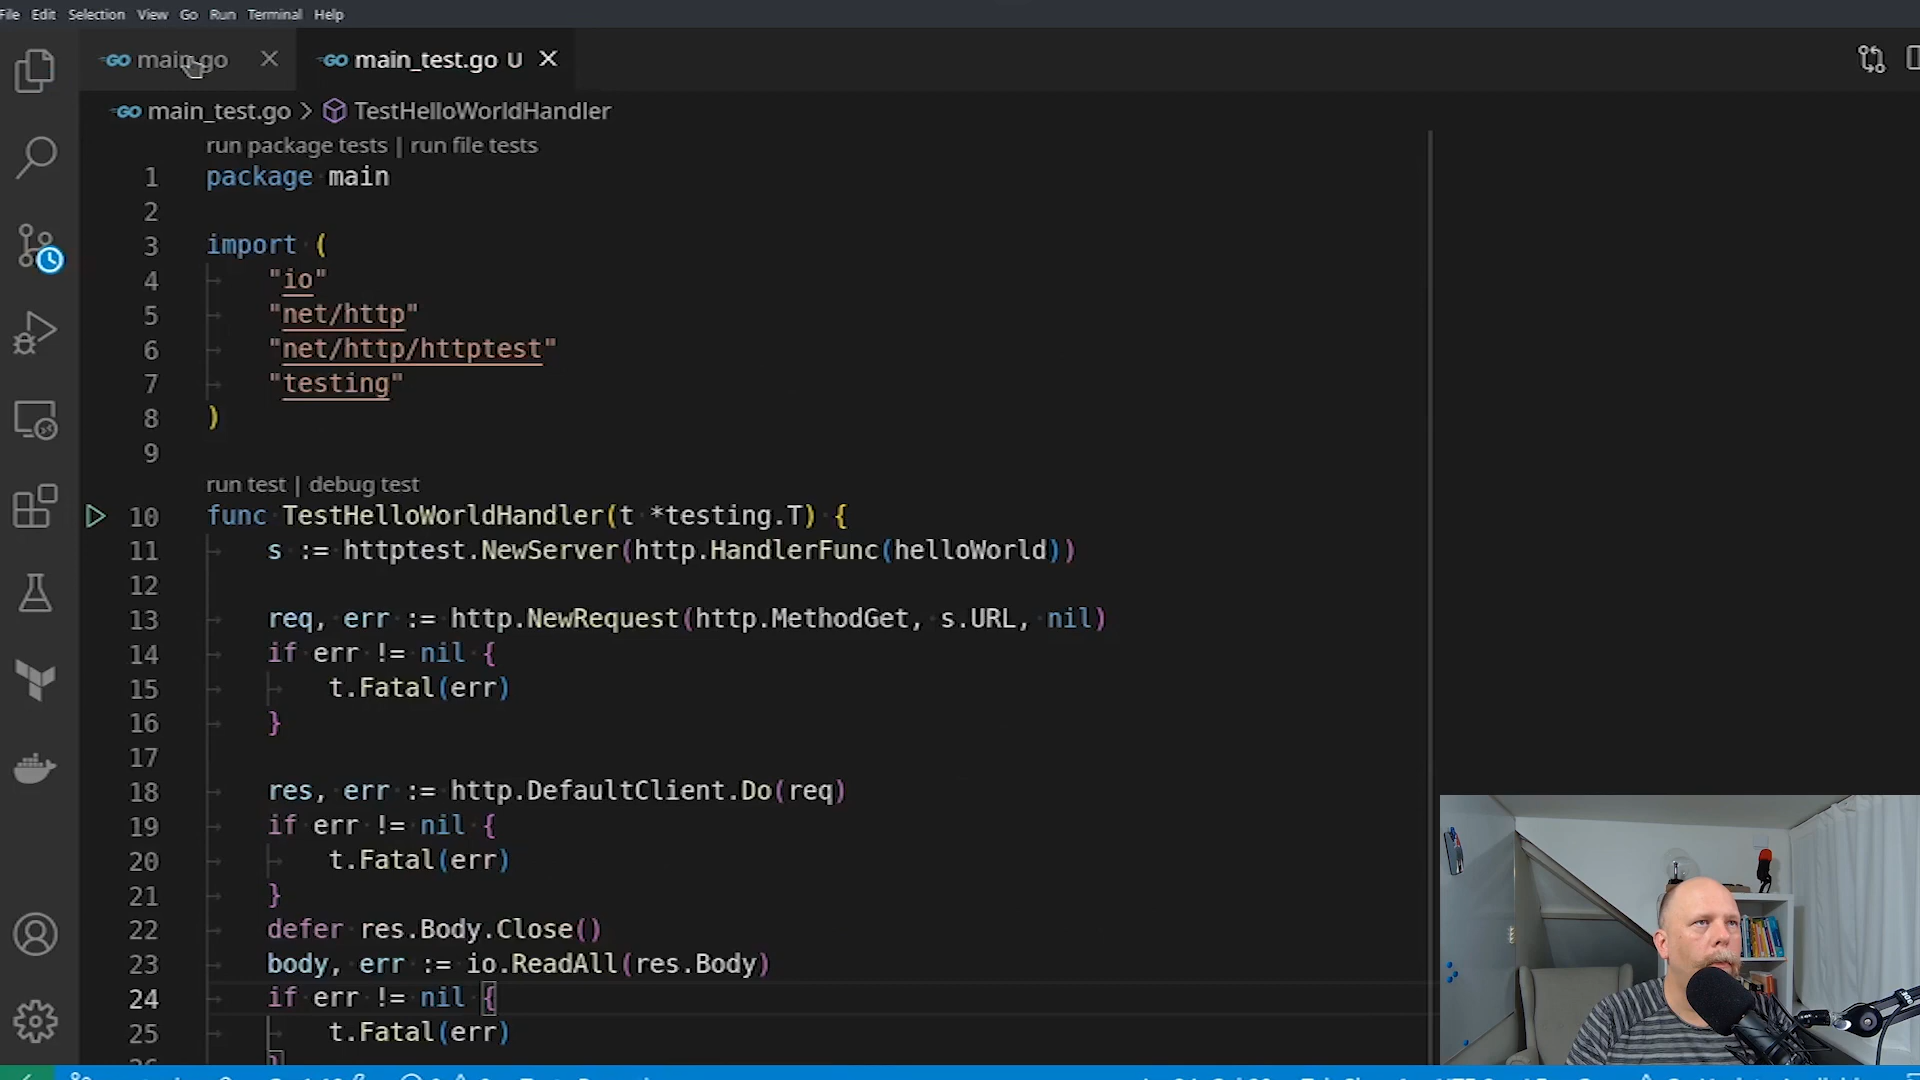 File Edit Selection View Go Run Terminal Help
GO main.go GO main_test.go U
GO main_test.go > TestHelloWorldHandler
run package tests | run file tests
1 package main
2
3 import (
4 "io"
5 "net/http"
6 "net/http/httptest"
7 "testing"
8 )
9
run test | debug test
10 func TestHelloWorldHandler(t *testing.T) {
11 s := httptest.NewServer(http.HandlerFunc(helloWorld))
12
13 req, err := http.NewRequest(http.MethodGet, s.URL, nil)
14 if err != nil {
15 t.Fatal(err)
16 }
17
18 res, err := http.DefaultClient.Do(req)
19 if err != nil {
20 t.Fatal(err)
21 }
22 defer res.Body.Close()
23 body, err := io.ReadAll(res.Body)
24 if err != nil {
25 t.Fatal(err)